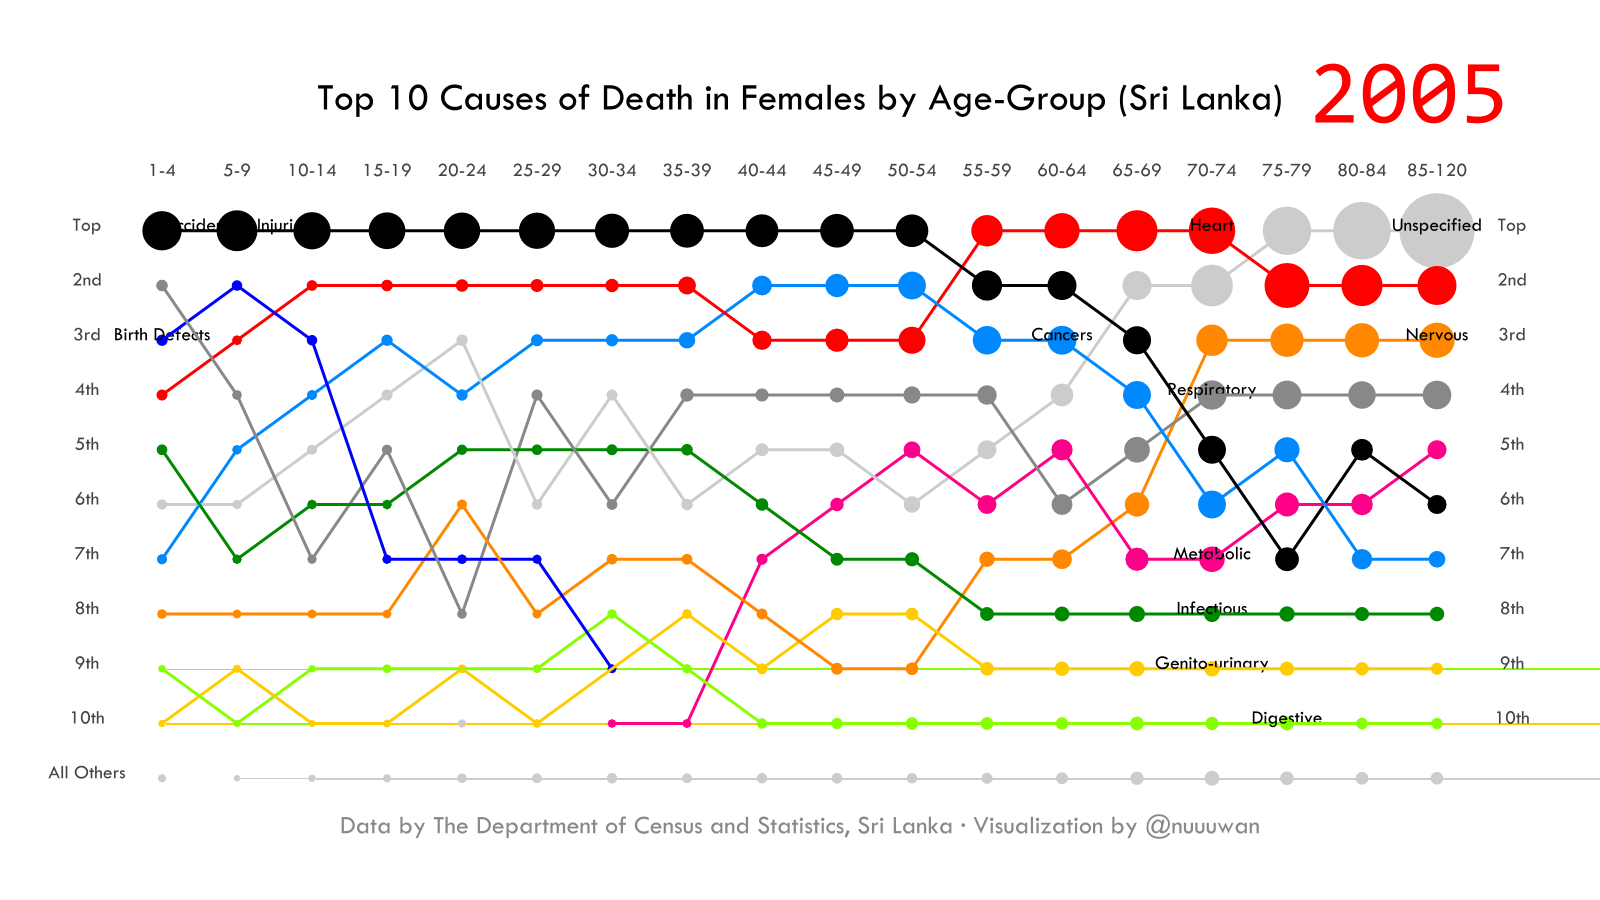 Top 10 Causes of Death in Females by Age-Group (Sri Lanka) 2005
1-4 5-9 10-14 15-19 20-24 25-29 30-34 35-39 40-44 45-49 50-54 55-59 60-64 65-69 70-74 75-79 80-84 85-120
Top Heart Unspecified Top
2nd 2nd
3rd Birth Defects Cancers Nervous 3rd
4th Respiratory 4th
5th 5th
6th 6th
7th Metabolic 7th
8th Infectious 8th
9th Genito-urinary 9th
10th Digestive 10th
All Others
Data by The Department of Census and Statistics, Sri Lanka · Visualization by @nuuuwan